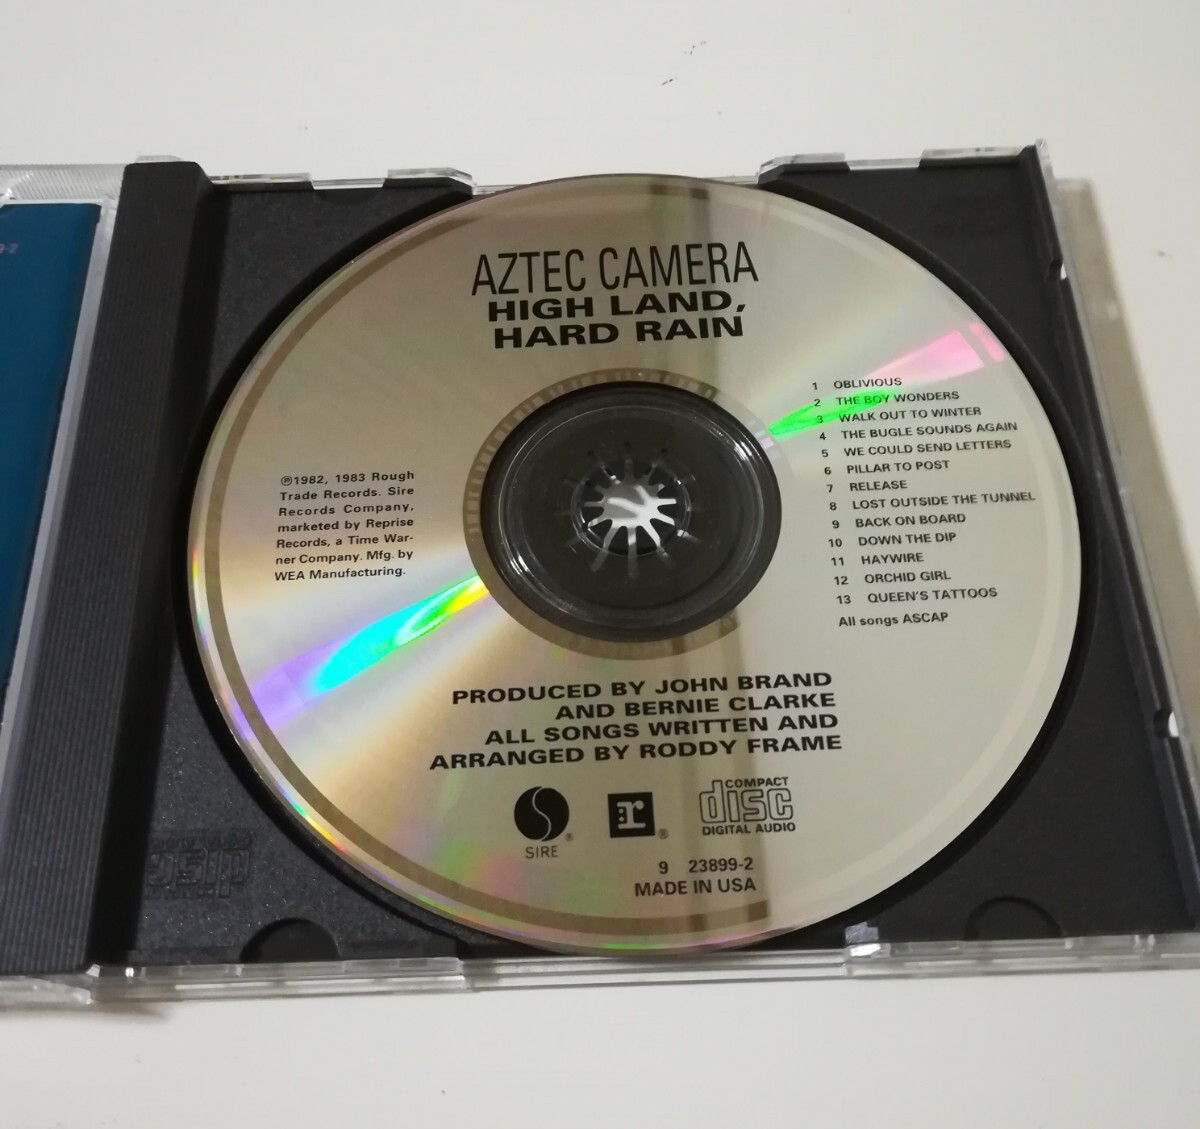 AZTEC CAMERA
HIGH LAND,
HARD RAIN
1 OBLIVIOUS
2 THE BOY WONDERS
3 WALK OUT TO WINTER
4 THE BUGLE SOUNDS AGAIN
5 WE COULD SEND LETTERS
6 PILLAR TO POST
7 RELEASE
8 LOST OUTSIDE THE TUNNEL
9 BACK ON BOARD
10 DOWN THE DIP
11 HAYWIRE
12 ORCHID GIRL
13 QUEEN'S TATTOOS
All songs ASCAP
℗1982, 1983 Rough
Trade Records. Sire
Records Company,
marketed by Reprise
Records, a Time War-
ner Company. Mfg. by
WEA Manufacturing.
PRODUCED BY JOHN BRAND
AND BERNIE CLARKE
ALL SONGS WRITTEN AND
ARRANGED BY RODDY FRAME
SIRE ®
r ®
COMPACT
disc
DIGITAL AUDIO
9 23899-2
MADE IN USA